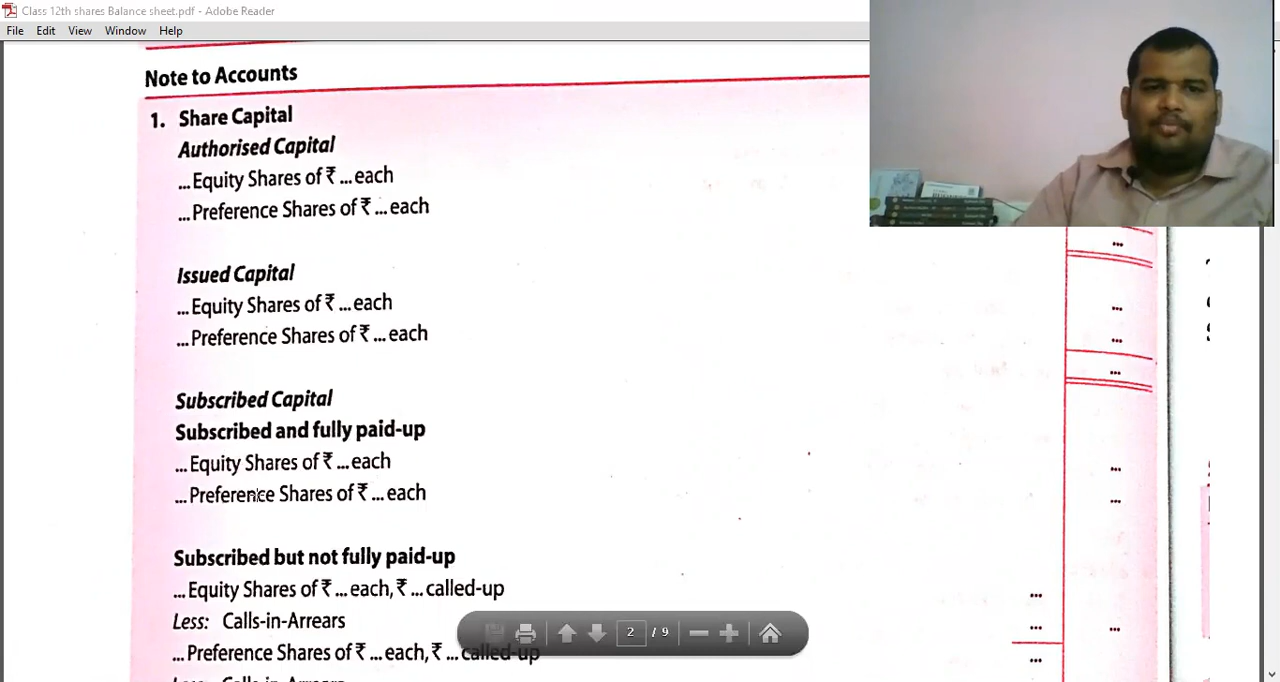 Class 12th shares Balance sheet.pdf - Adobe Reader
File Edit View Window Help
Note to Accounts
1. Share Capital
Authorised Capital
... Equity Shares of ₹ ... each
... Preference Shares of ₹ ... each
...
Issued Capital
... Equity Shares of ₹ ... each ...
... Preference Shares of ₹ ... each ...
...
Subscribed Capital
Subscribed and fully paid-up
... Equity Shares of ₹ ... each ...
... Preference Shares of ₹ ... each ...
Subscribed but not fully paid-up
... Equity Shares of ₹ ... each, ₹ ... called-up ...
Less: Calls-in-Arrears ... ...
... Preference Shares of ₹ ... each, ₹ ... called-up ...
Less: Calls-in-Arrears
2 / 9